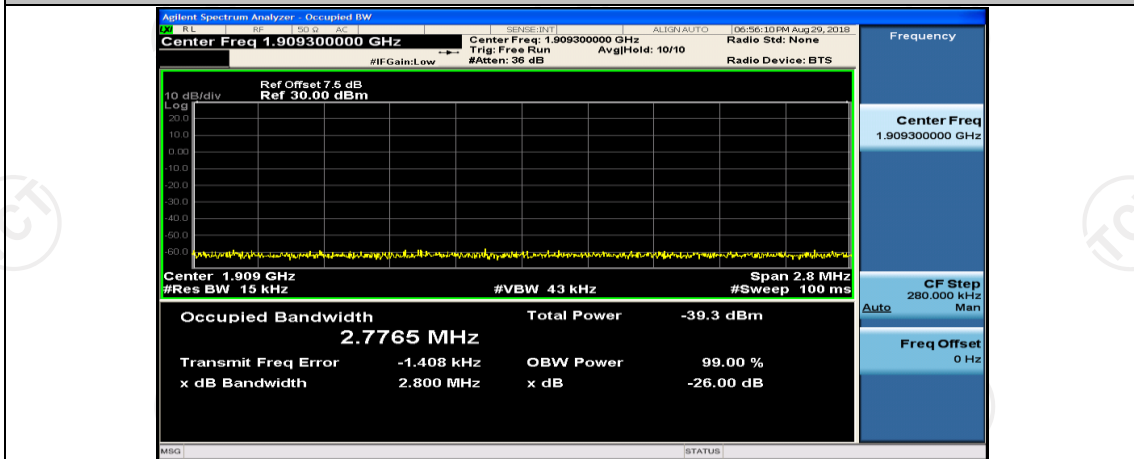 Agilent Spectrum Analyzer - Occupied BW
LXI RL RF 50 Ω AC SENSE:INT ALIGN AUTO 06:56:10 PM Aug 29, 2018
Center Freq 1.909300000 GHz
Center Freq: 1.909300000 GHz
Radio Std: None
Trig: Free Run Avg|Hold: 10/10
#IFGain:Low
#Atten: 36 dB
Radio Device: BTS
Ref Offset 7.5 dB
10 dB/div Ref 30.00 dBm
Log
20.0
10.0
0.00
-10.0
-20.0
-30.0
-40.0
-50.0
-60.0
Center 1.909 GHz Span 2.8 MHz
#Res BW 15 kHz #VBW 43 kHz #Sweep 100 ms
Occupied Bandwidth Total Power -39.3 dBm
2.7765 MHz
Transmit Freq Error -1.408 kHz OBW Power 99.00 %
x dB Bandwidth 2.800 MHz x dB -26.00 dB
MSG STATUS
Frequency
Center Freq
1.909300000 GHz
CF Step
280.000 kHz
Auto Man
Freq Offset
0 Hz
TCT